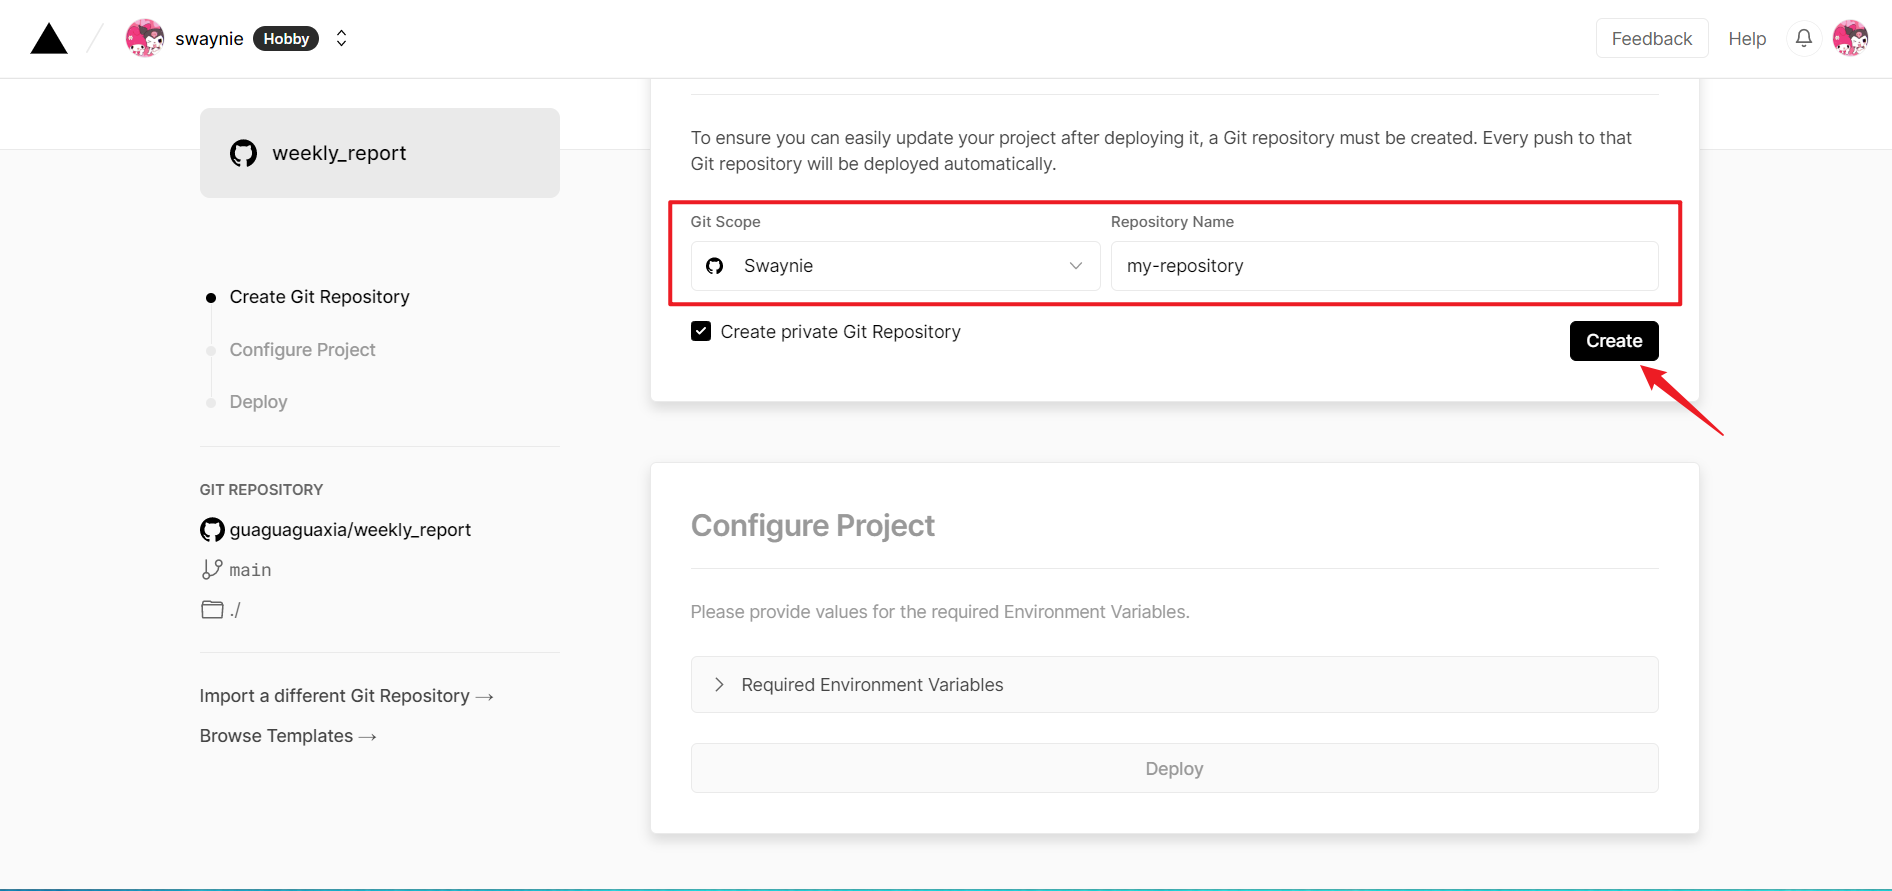 swaynie Hobby
Feedback Help
weekly_report
Create Git Repository
Configure Project
Deploy
GIT REPOSITORY
guaguaguaxia/weekly_report
main
./
Import a different Git Repository →
Browse Templates →
To ensure you can easily update your project after deploying it, a Git repository must be created. Every push to that
Git repository will be deployed automatically.
Git Scope Repository Name
Swaynie my-repository
Create private Git Repository
Create
Configure Project
Please provide values for the required Environment Variables.
Required Environment Variables
Deploy